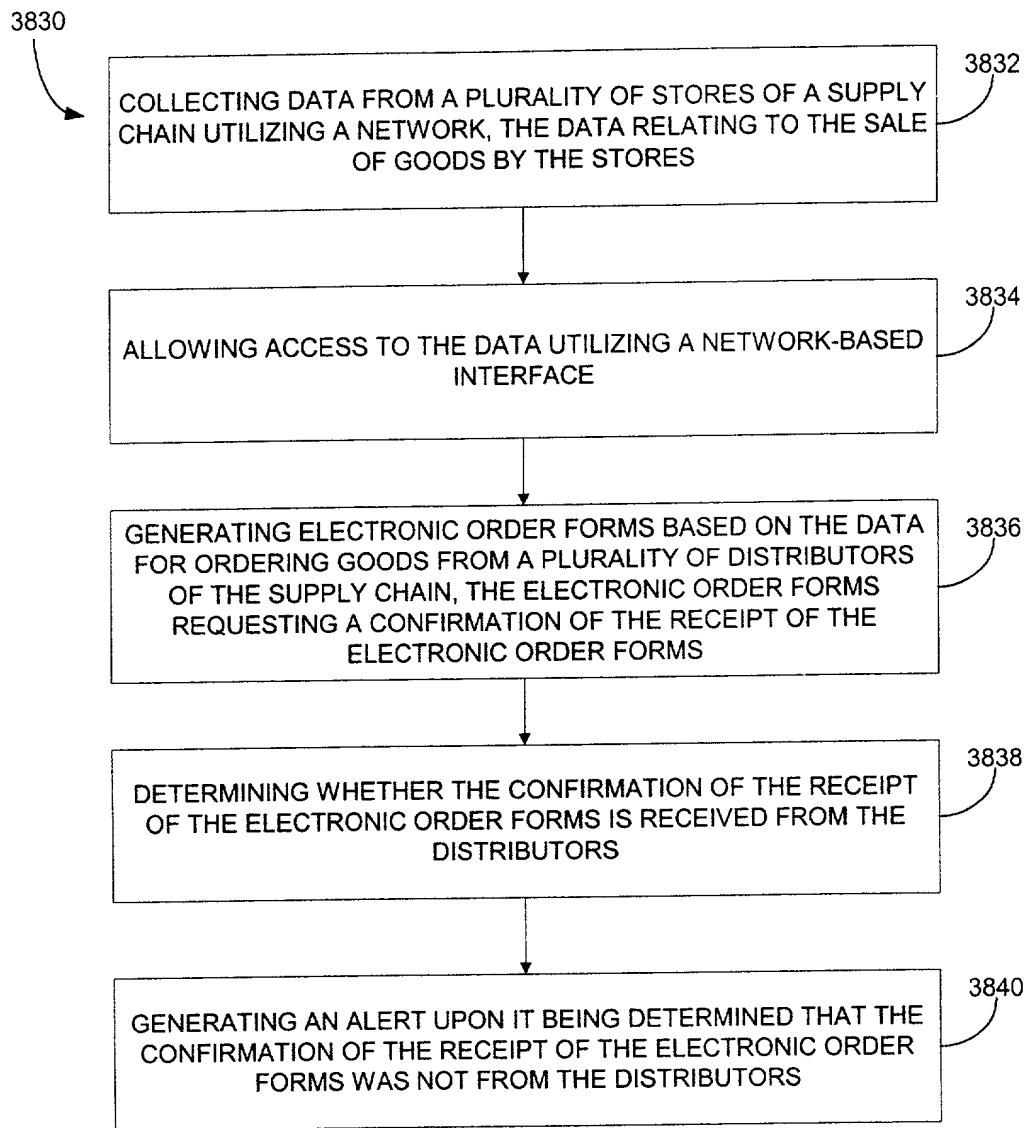 3830
3832
COLLECTING DATA FROM A PLURALITY OF STORES OF A SUPPLY
CHAIN UTILIZING A NETWORK, THE DATA RELATING TO THE SALE
OF GOODS BY THE STORES
3834
ALLOWING ACCESS TO THE DATA UTILIZING A NETWORK-BASED
INTERFACE
3836
GENERATING ELECTRONIC ORDER FORMS BASED ON THE DATA
FOR ORDERING GOODS FROM A PLURALITY OF DISTRIBUTORS
OF THE SUPPLY CHAIN, THE ELECTRONIC ORDER FORMS
REQUESTING A CONFIRMATION OF THE RECEIPT OF THE
ELECTRONIC ORDER FORMS
3838
DETERMINING WHETHER THE CONFIRMATION OF THE RECEIPT
OF THE ELECTRONIC ORDER FORMS IS RECEIVED FROM THE
DISTRIBUTORS
3840
GENERATING AN ALERT UPON IT BEING DETERMINED THAT THE
CONFIRMATION OF THE RECEIPT OF THE ELECTRONIC ORDER
FORMS WAS NOT FROM THE DISTRIBUTORS